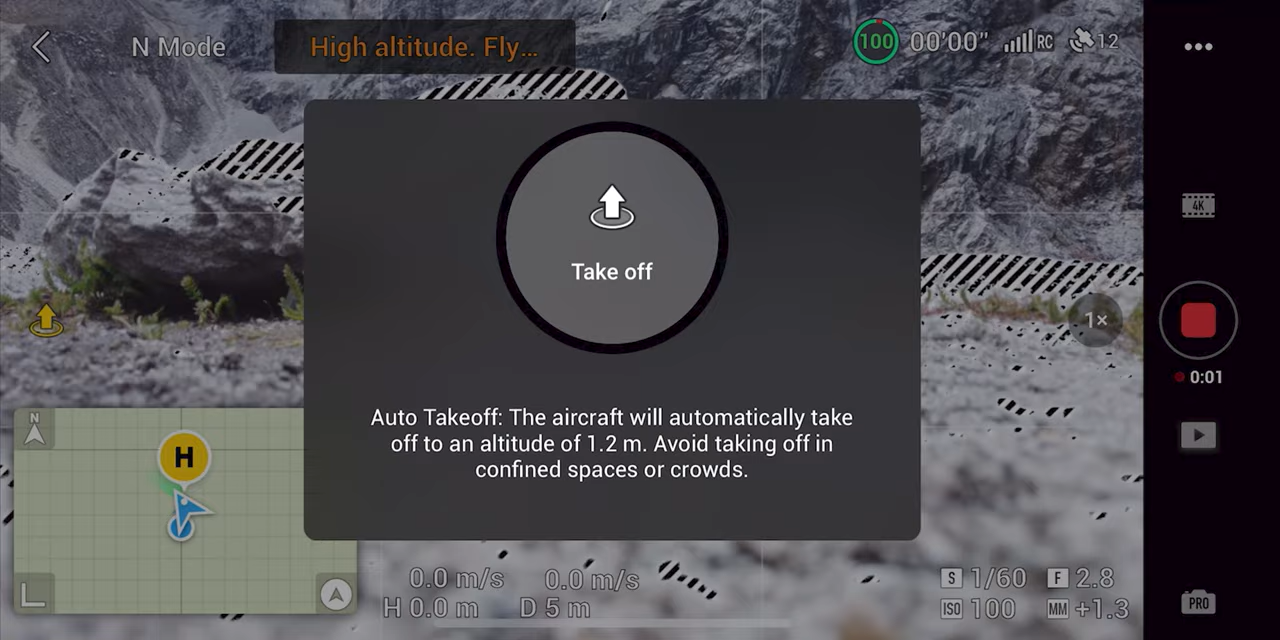 N Mode
High altitude. Fly...
100
00'00"
RC
12
Take off
4K
1×
0:01
Auto Takeoff: The aircraft will automatically take
off to an altitude of 1.2 m. Avoid taking off in
confined spaces or crowds.
N
H
0.0 m/s
0.0 m/s
H 0.0 m
D 5 m
S 1/60
F 2.8
ISO 100
MM +1.3
PRO